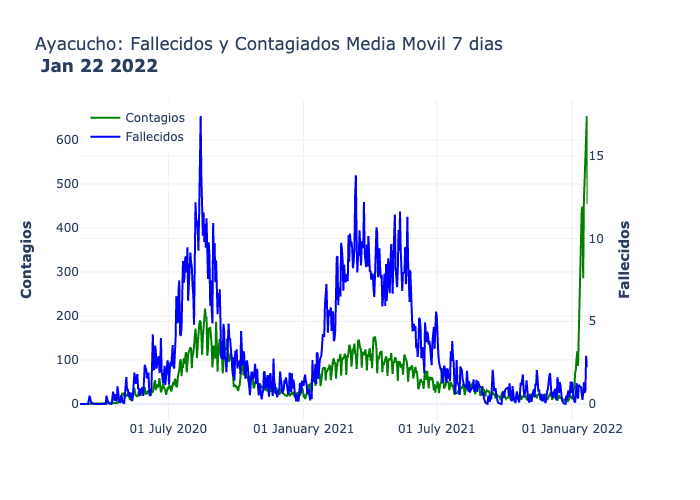 Ayacucho: Fallecidos y Contagiados Media Movil 7 dias
Jan 22 2022
Contagios
Fallecidos
600
500
400
300
200
100
0
15
10
5
0
Contagios
Fallecidos
01 July 2020
01 January 2021
01 July 2021
01 January 2022